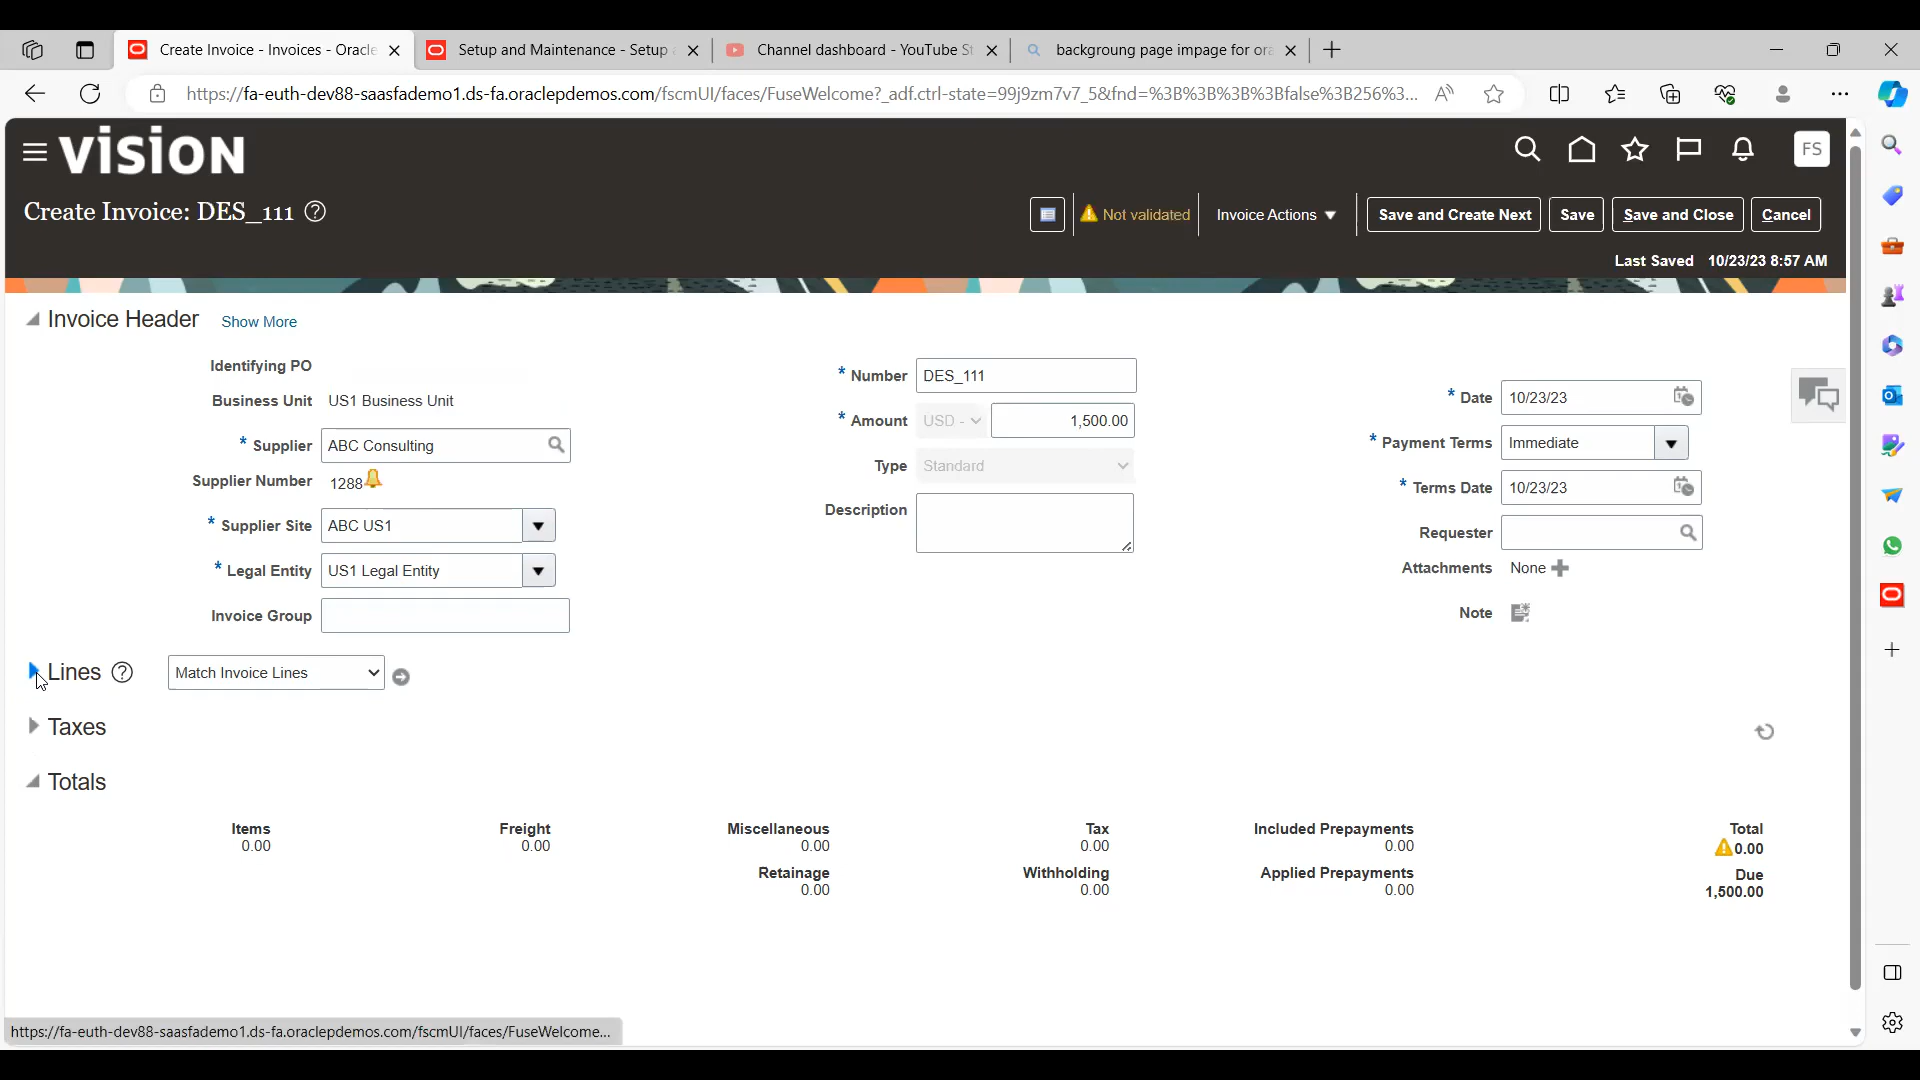 Create Invoice - Invoices - Oracle
Setup and Maintenance - Setup a
Channel dashboard - YouTube St
backgroung page impage for ora
https://fa-euth-dev88-saasfademo1.ds-fa.oraclepdemos.com/fscmUI/faces/FuseWelcome?_adf.ctrl-state=99j9zm7v7_5&fnd=%3B%3B%3B%3Bfalse%3B256%3...
VISION
FS
Create Invoice: DES_111
Not validated
Invoice Actions
Save and Create Next
Save
Save and Close
Cancel
Last Saved 10/23/23 8:57 AM
Invoice Header Show More
Identifying PO
Business Unit US1 Business Unit
* Supplier ABC Consulting
Supplier Number 1288
* Supplier Site ABC US1
* Legal Entity US1 Legal Entity
Invoice Group
* Number DES_111
* Amount USD - 1,500.00
Type Standard
Description
* Date 10/23/23
* Payment Terms Immediate
* Terms Date 10/23/23
Requester
Attachments None
Note
Lines Match Invoice Lines
Taxes
Totals
Items
0.00
Freight
0.00
Miscellaneous
0.00
Retainage
0.00
Tax
0.00
Withholding
0.00
Included Prepayments
0.00
Applied Prepayments
0.00
Total
0.00
Due
1,500.00
https://fa-euth-dev88-saasfademo1.ds-fa.oraclepdemos.com/fscmUI/faces/FuseWelcome...